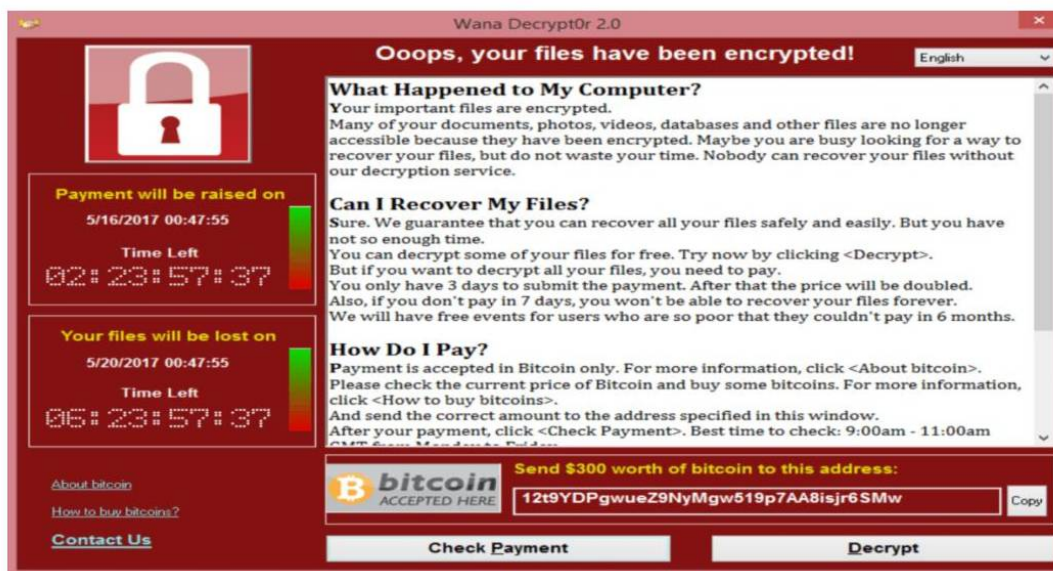 Wana Decrypt0r 2.0
Ooops, your files have been encrypted!
English
Payment will be raised on
5/16/2017 00:47:55
Time Left
02:23:57:37
Your files will be lost on
5/20/2017 00:47:55
Time Left
06:23:57:37
About bitcoin
How to buy bitcoins?
Contact Us
What Happened to My Computer?
Your important files are encrypted.
Many of your documents, photos, videos, databases and other files are no longer
accessible because they have been encrypted. Maybe you are busy looking for a way to
recover your files, but do not waste your time. Nobody can recover your files without
our decryption service.
Can I Recover My Files?
Sure. We guarantee that you can recover all your files safely and easily. But you have
not so enough time.
You can decrypt some of your files for free. Try now by clicking <Decrypt>.
But if you want to decrypt all your files, you need to pay.
You only have 3 days to submit the payment. After that the price will be doubled.
Also, if you don't pay in 7 days, you won't be able to recover your files forever.
We will have free events for users who are so poor that they couldn't pay in 6 months.
How Do I Pay?
Payment is accepted in Bitcoin only. For more information, click <About bitcoin>.
Please check the current price of Bitcoin and buy some bitcoins. For more information,
click <How to buy bitcoins>.
And send the correct amount to the address specified in this window.
After your payment, click <Check Payment>. Best time to check: 9:00am - 11:00am
GMT from Monday to Friday
bitcoin
ACCEPTED HERE
Send $300 worth of bitcoin to this address:
12t9YDPgwueZ9NyMgw519p7AA8isjr6SMw
Copy
Check Payment
Decrypt